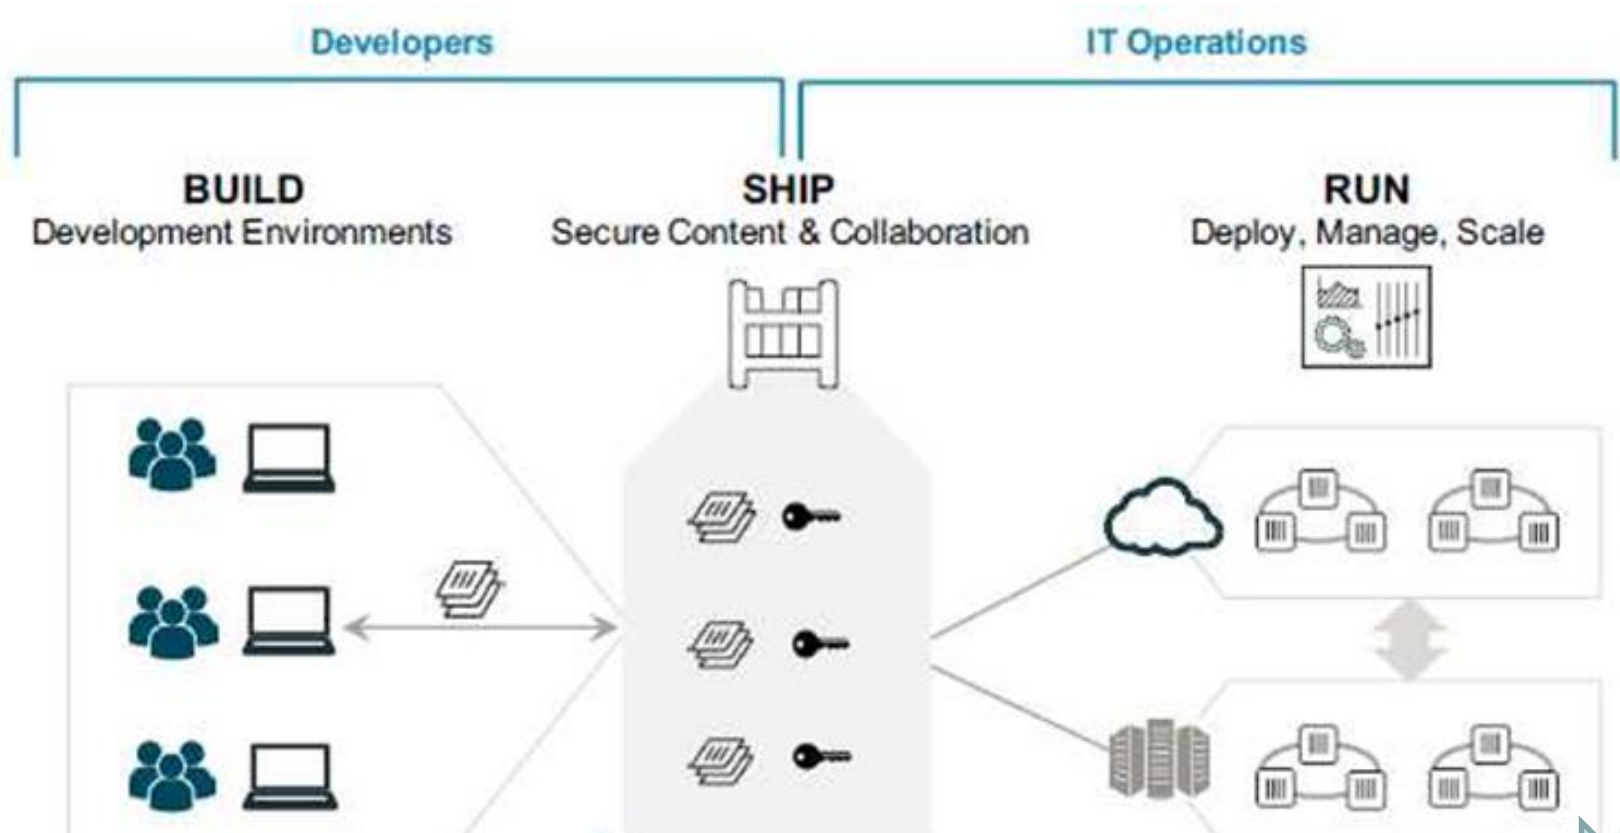 Developers
IT Operations
BUILD
Development Environments
SHIP
Secure Content & Collaboration
RUN
Deploy, Manage, Scale